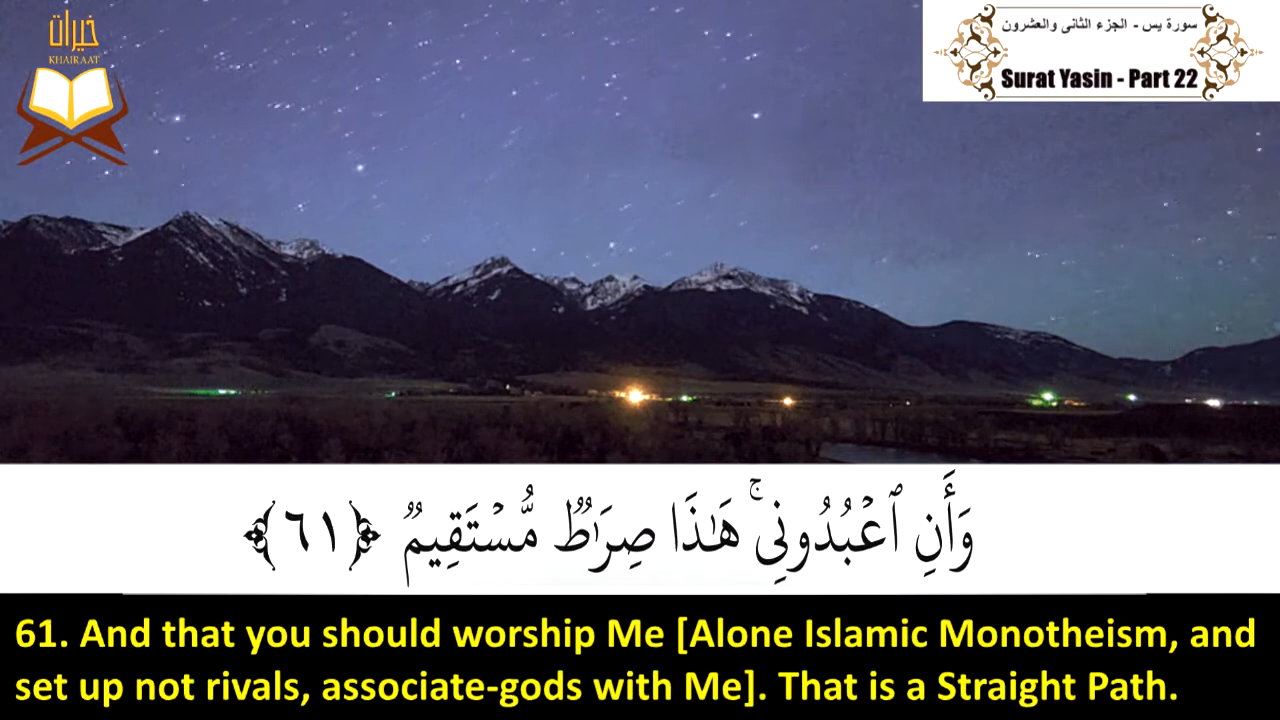 خيرات
KHAIRAAT
سورة يس - الجزء الثانى والعشرون
Surat Yasin - Part 22
وَأَنِ ٱعۡبُدُونِيۚ هَٰذَا صِرَٰطٞ مُّسۡتَقِيمٞ ﴿٦١﴾
61. And that you should worship Me [Alone Islamic Monotheism, and
set up not rivals, associate-gods with Me]. That is a Straight Path.